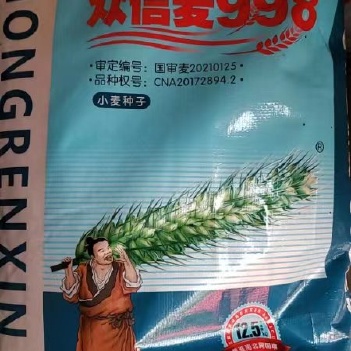 众信麦998
·审定编号：国审麦20210125·
·品种权号：CNA20172894.2·
小麦种子
ONGRENXIN
®
12.5